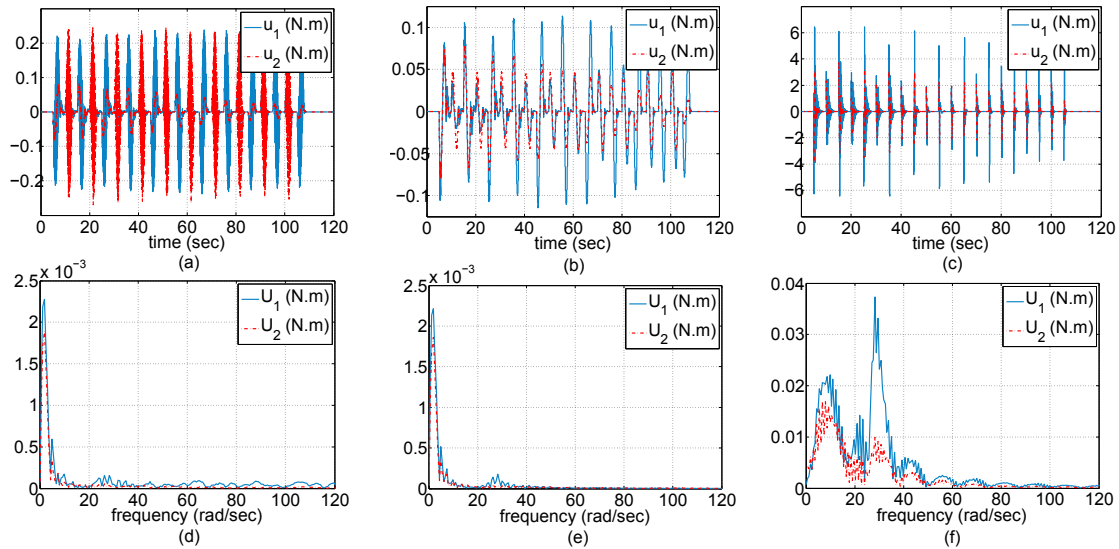 u1 (N.m)
u2 (N.m)
0.2
0.1
0
−0.1
−0.2
0 20 40 60 80 100 120
time (sec)
(a)
u1 (N.m)
u2 (N.m)
0.1
0.05
0
−0.05
−0.1
0 20 40 60 80 100 120
time (sec)
(b)
u1 (N.m)
u2 (N.m)
6
4
2
0
−2
−4
−6
0 20 40 60 80 100 120
time (sec)
(c)
x 10−3
U1 (N.m)
U2 (N.m)
2.5
2
1.5
1
0.5
0
0 20 40 60 80 100 120
frequency (rad/sec)
(d)
x 10−3
U1 (N.m)
U2 (N.m)
2.5
2
1.5
1
0.5
0
0 20 40 60 80 100 120
frequency (rad/sec)
(e)
U1 (N.m)
U2 (N.m)
0.04
0.03
0.02
0.01
0.00
0 20 40 60 80 100 120
frequency (rad/sec)
(f)